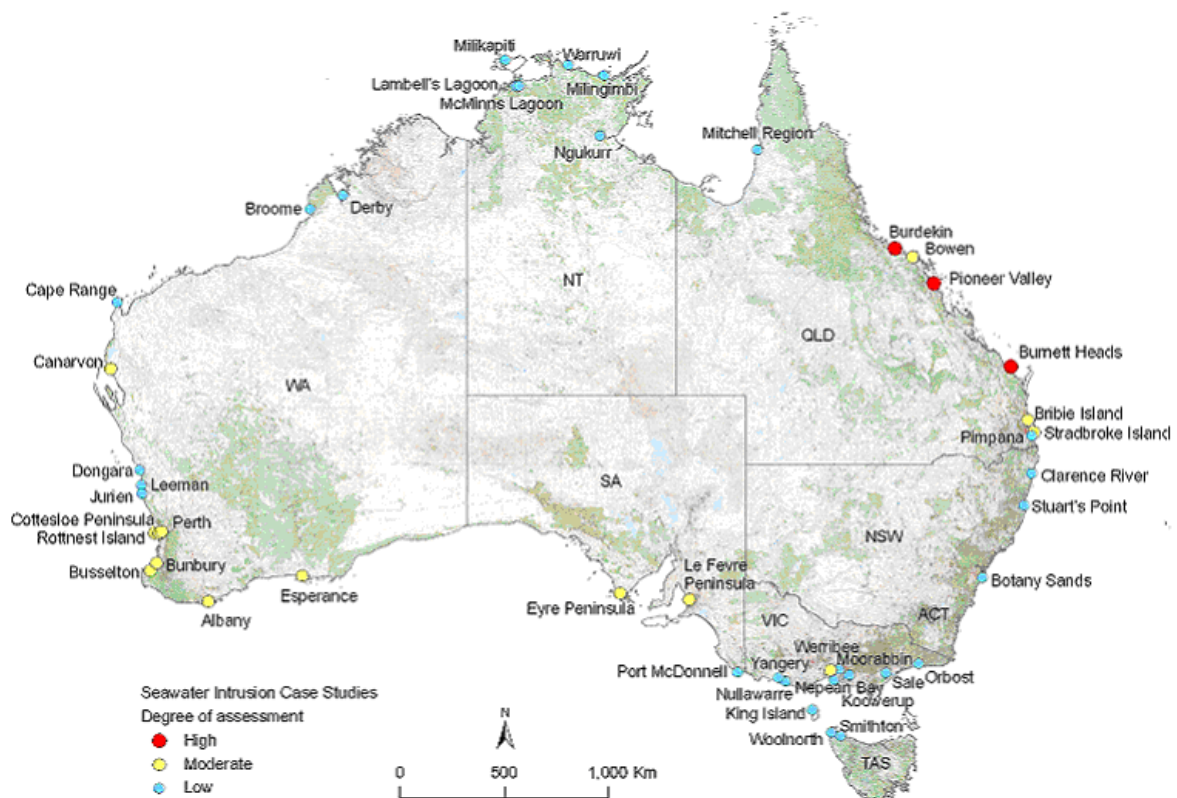 Milikapiti
Warruwi
Lambell's Lagoon
Milingimbi
McMinns Lagoon
Mitchell Region
Ngukurr
Broome
Derby
Burdekin
Bowen
Cape Range
NT
Pioneer Valley
QLD
Canarvon
WA
Burnett Heads
Bribie Island
Pimpana
Stradbroke Island
Dongara
Leeman
Jurien
SA
Clarence River
Stuart's Point
Cottesloe Peninsula
Perth
Rottnest Island
NSW
Busselton
Bunbury
Le Fevre
Peninsula
Botany Sands
Esperance
Eyre Peninsula
Albany
VIC
ACT
Werribee
Moorabbin
Port McDonnell
Yangery
Nullawarre
Nepean Bay
Sale
Orbost
Koowerup
King Island
Smithton
Woolnorth
TAS
Seawater Intrusion Case Studies
Degree of assessment
High
Moderate
Low
N
0 500 1,000 Km